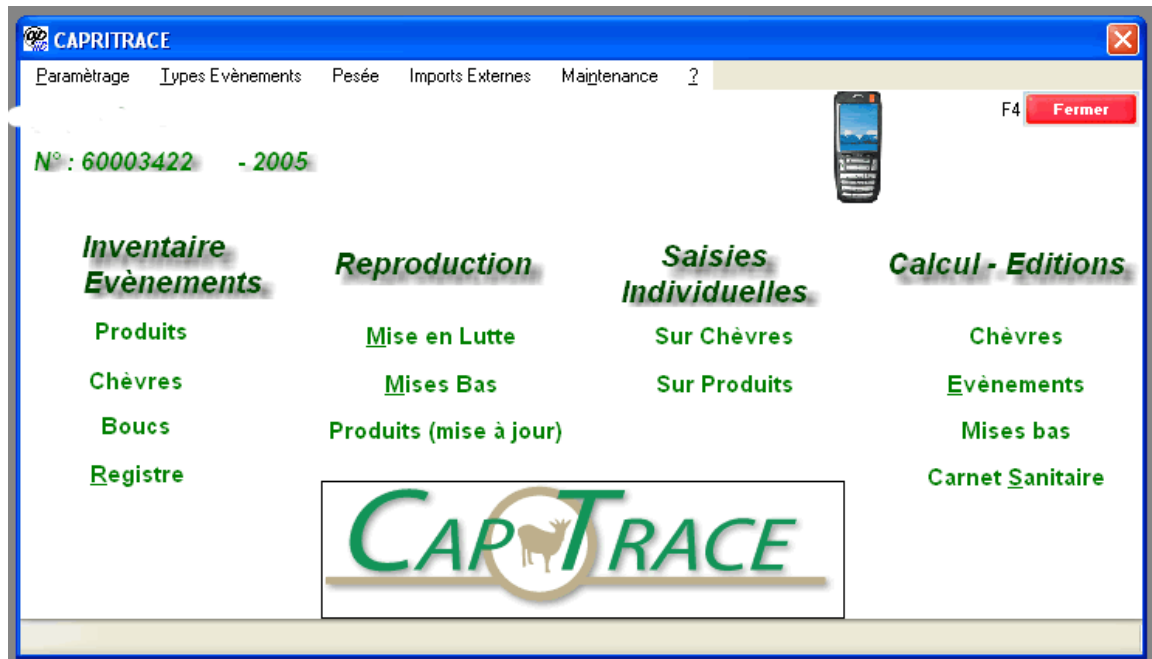 CAPRITRACE
Paramètrage Types Evènements Pesée Imports Externes Maintenance ?
F4 Fermer
N° : 60003422 - 2005
Inventaire
Evènements
Produits
Chèvres
Boucs
Registre
Reproduction
Mise en Lutte
Mises Bas
Produits (mise à jour)
Saisies
Individuelles
Sur Chèvres
Sur Produits
Calcul - Editions
Chèvres
Evènements
Mises bas
Carnet Sanitaire
CAPTRACE